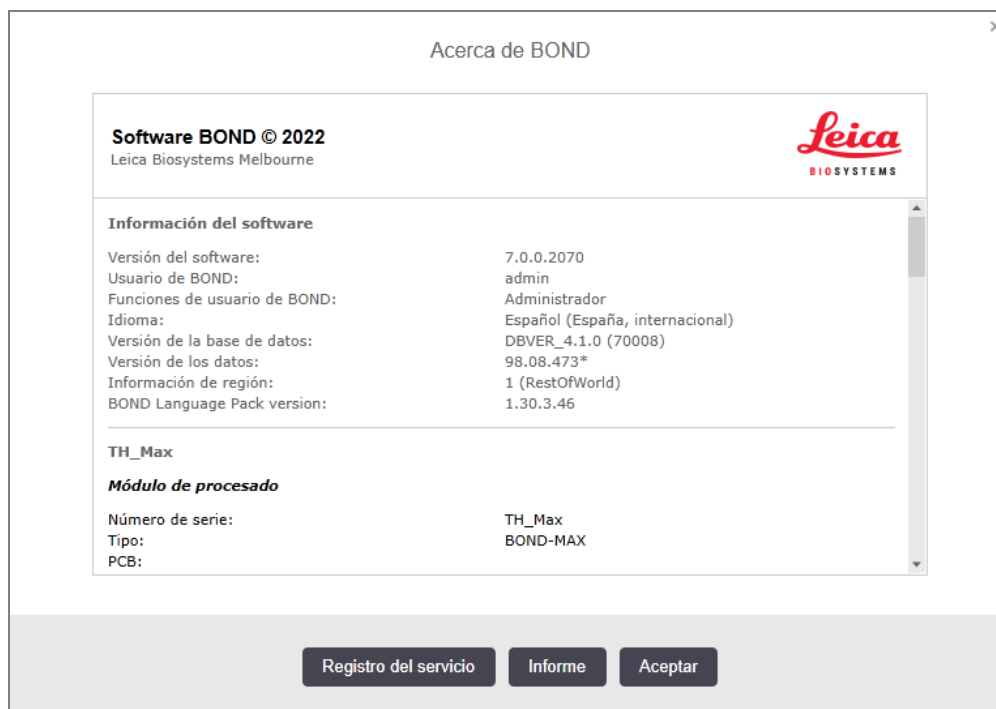 Acerca de BOND
Software BOND © 2022
Leica Biosystems Melbourne
Leica
BIOSYSTEMS
Información del software
Versión del software: 7.0.0.2070
Usuario de BOND: admin
Funciones de usuario de BOND: Administrador
Idioma: Español (España, internacional)
Versión de la base de datos: DBVER_4.1.0 (70008)
Versión de los datos: 98.08.473*
Información de región: 1 (RestOfWorld)
BOND Language Pack version: 1.30.3.46
TH_Max
Módulo de procesado
Número de serie: TH_Max
Tipo: BOND-MAX
PCB:
Registro del servicio Informe Aceptar